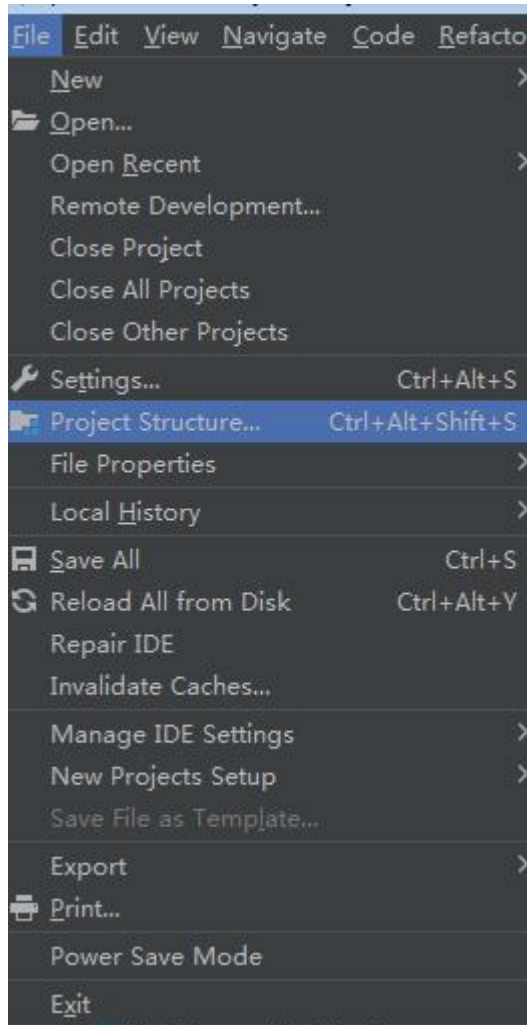 File Edit View Navigate Code Refacto
New
Open...
Open Recent
Remote Development...
Close Project
Close All Projects
Close Other Projects
Settings... Ctrl+Alt+S
Project Structure... Ctrl+Alt+Shift+S
File Properties
Local History
Save All Ctrl+S
Reload All from Disk Ctrl+Alt+Y
Repair IDE
Invalidate Caches...
Manage IDE Settings
New Projects Setup
Save File as Template...
Export
Print...
Power Save Mode
Exit